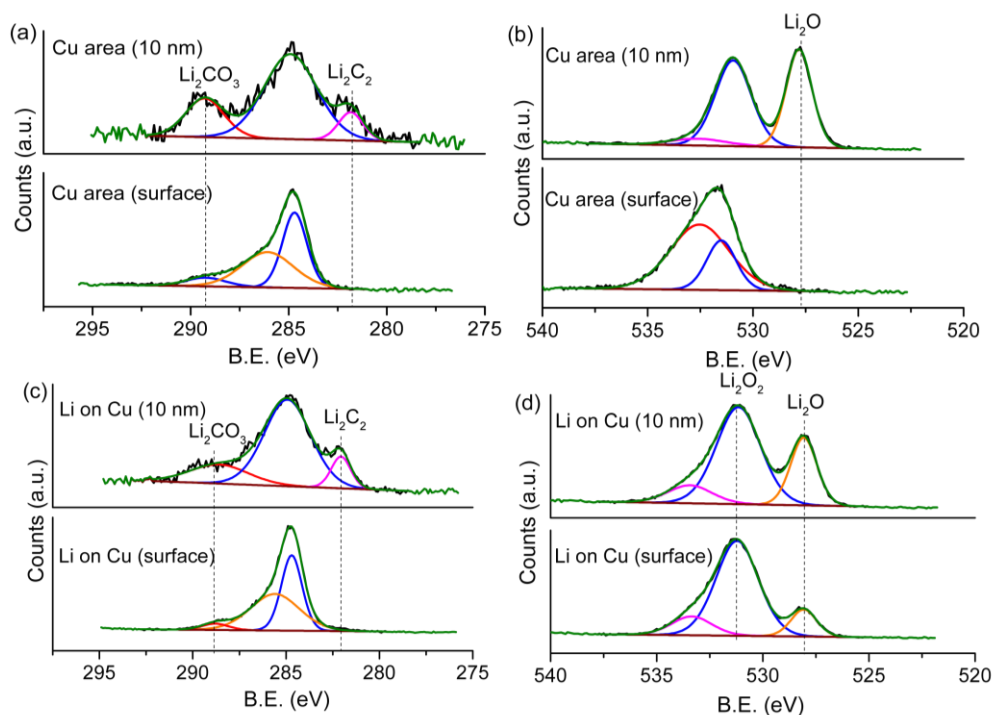 (a)
Cu area (10 nm)
Li₂CO₃
Li₂C₂
Cu area (surface)
Counts (a.u.)
295 290 285 280 275
B.E. (eV)
(b)
Li₂O
Cu area (10 nm)
Cu area (surface)
Counts (a.u.)
540 535 530 525 520
B.E. (eV)
(c)
Li on Cu (10 nm)
Li₂CO₃
Li₂C₂
Li on Cu (surface)
Counts (a.u.)
295 290 285 280 275
B.E. (eV)
(d)
Li₂O₂
Li₂O
Li on Cu (10 nm)
Li on Cu (surface)
Counts (a.u.)
540 535 530 525 520
B.E. (eV)